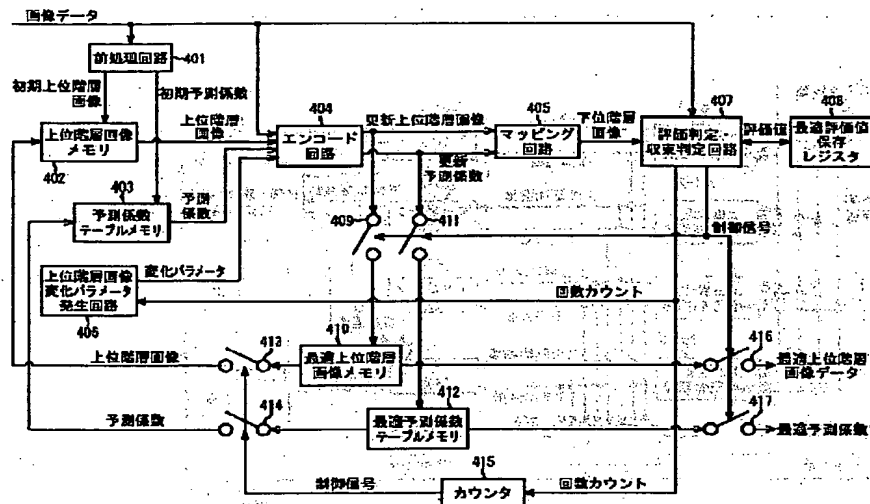 画像データ
前処理回路
401
初期上位階層
画像
初期予測係数
上位階層画像
メモリ
402
上位階層
画像
404
エンコード
回路
更新上位階層画像
405
マッピング
回路
下位階層
画像
407
評価判定・
収束判定回路
評価値
408
最適評価値
保存
レジスタ
更新
予測係数
403
予測係数
テーブルメモリ
予測
係数
409
411
制御信号
上位階層画像
変化パラメータ
発生回路
406
変化パラメータ
回数カウント
上位階層画像
413
410
最適上位階層
画像メモリ
416
最適上位階層
画像データ
予測係数
414
412
最適予測係数
テーブルメモリ
417
最適予測係数
制御信号
415
カウンタ
回数カウント